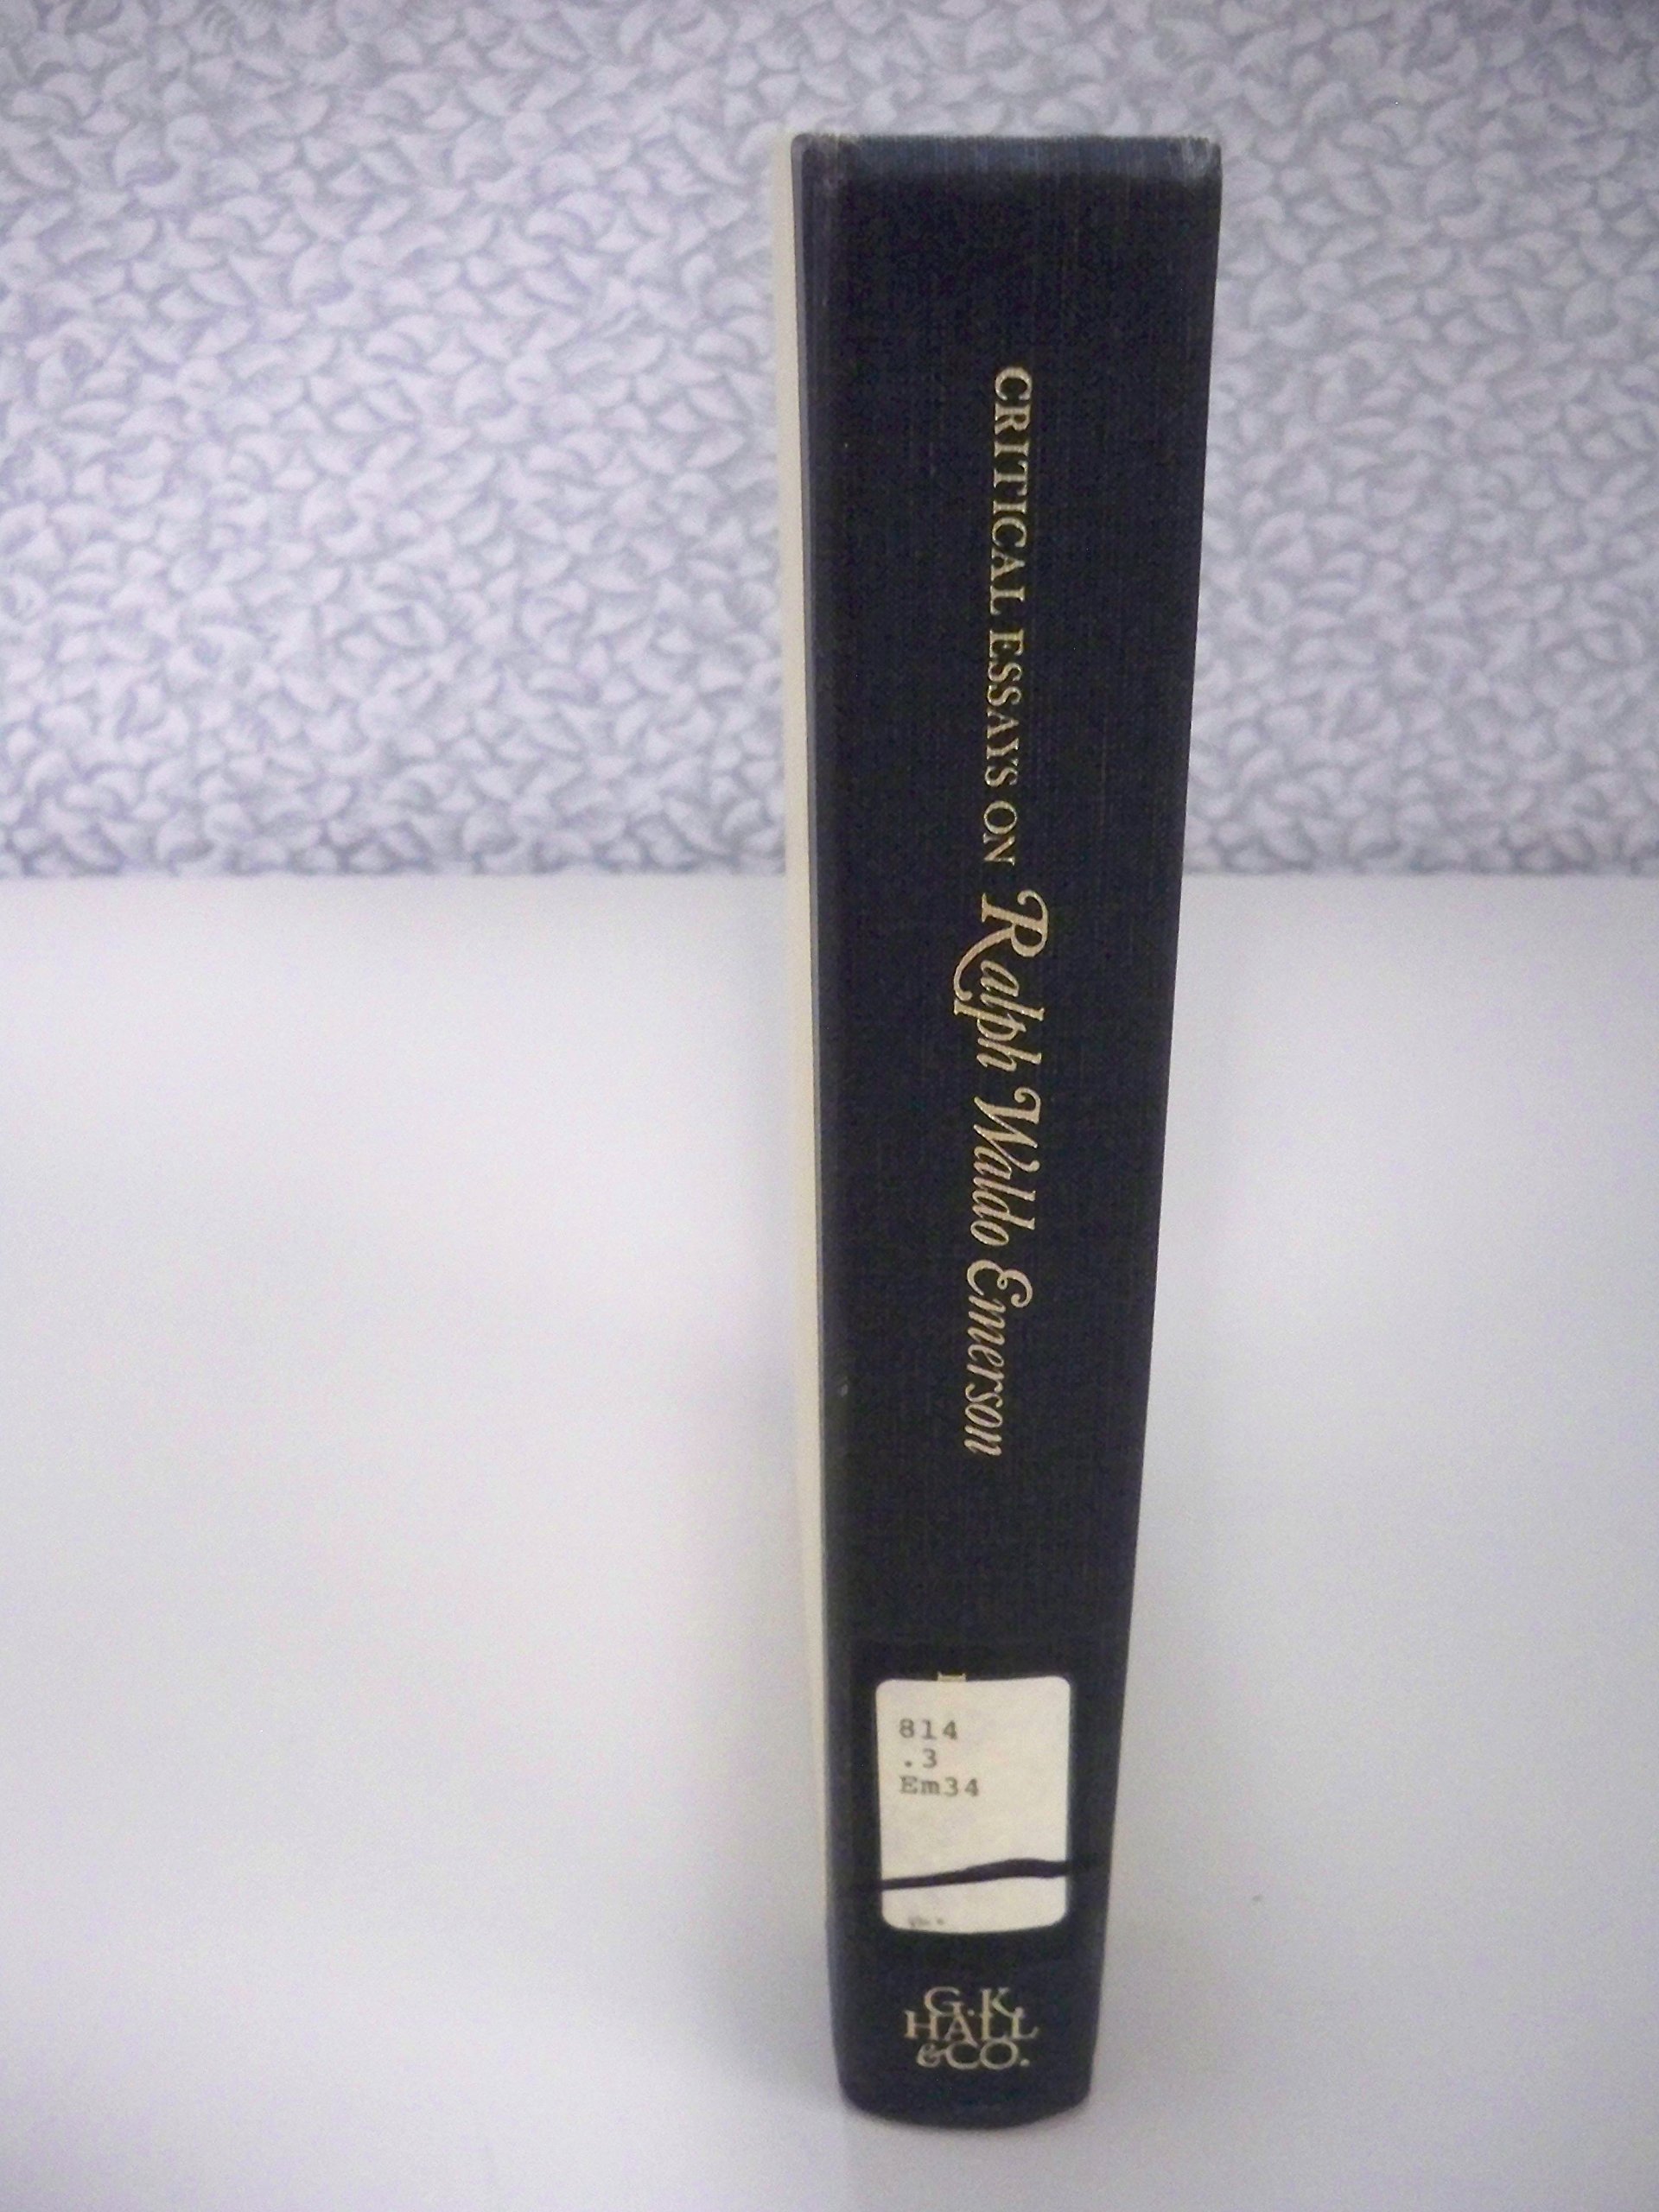 CRITICAL ESSAYS ON Ralph Waldo Emerson
814
.3
Em34
G.K.
HALL
&CO.